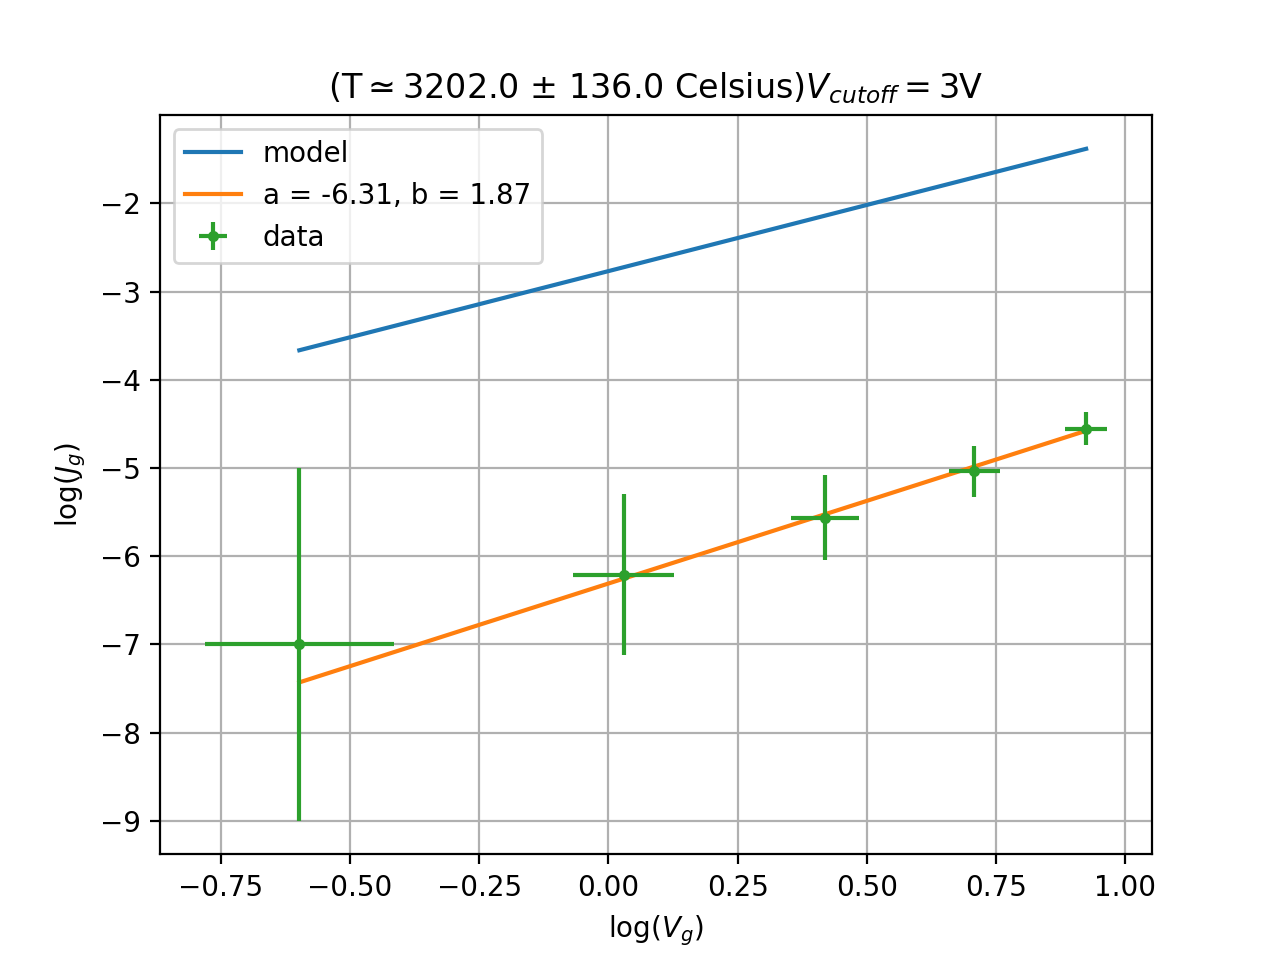 (T ≃ 3202.0 ± 136.0 Celsius)V_cutoff = 3V
model
a = -6.31, b = 1.87
data
−2
−3
−4
−5
−6
−7
−8
−9
log(J_g)
−0.75 −0.50 −0.25 0.00 0.25 0.50 0.75 1.00
log(V_g)